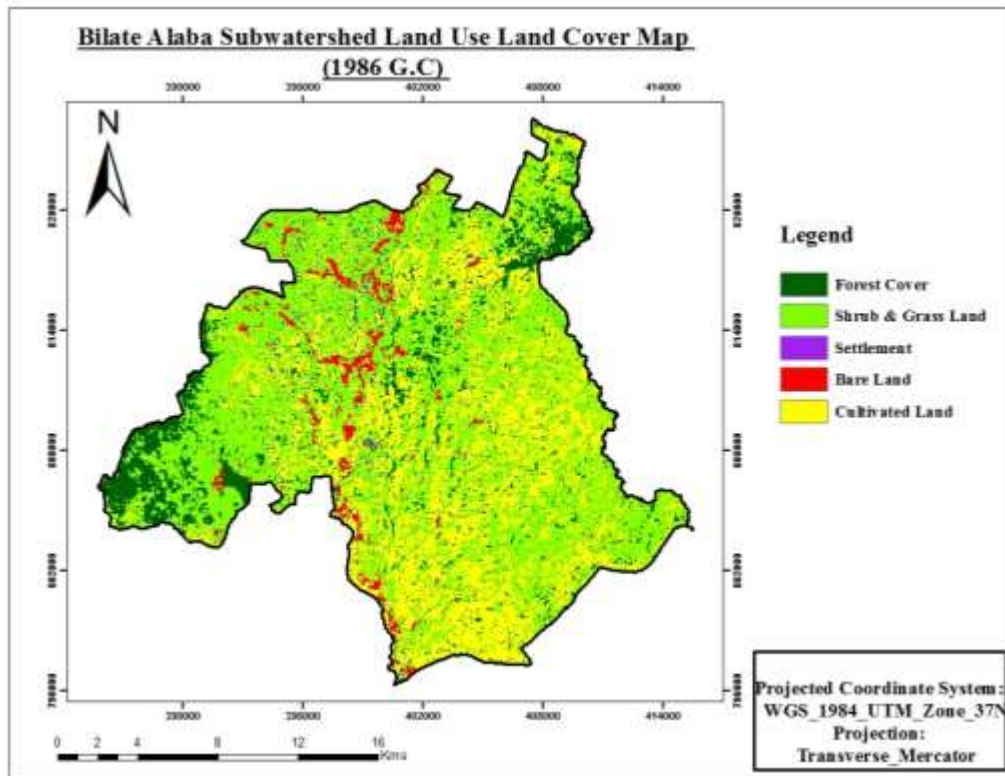 Bilate Alaba Subwatershed Land Use Land Cover Map
(1986 G.C)
402000
414000
N
Legend
Forest Cover
Shrub & Grass Land
Settlement
Bare Land
Cultivated Land
402000
414000
0 2 4 8 12 16
Kms
Projected Coordinate System:
WGS_1984_UTM_Zone_37N
Projection:
Transverse_Mercator